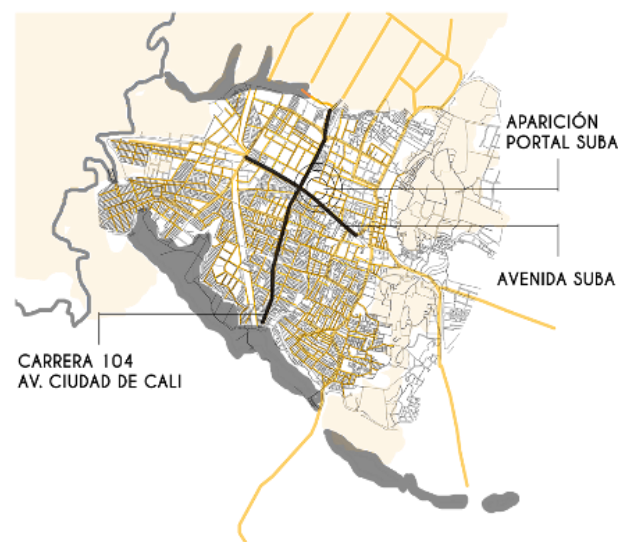 APARICIÓN
PORTAL SUBA
AVENIDA SUBA
CARRERA 104
AV. CIUDAD DE CALI